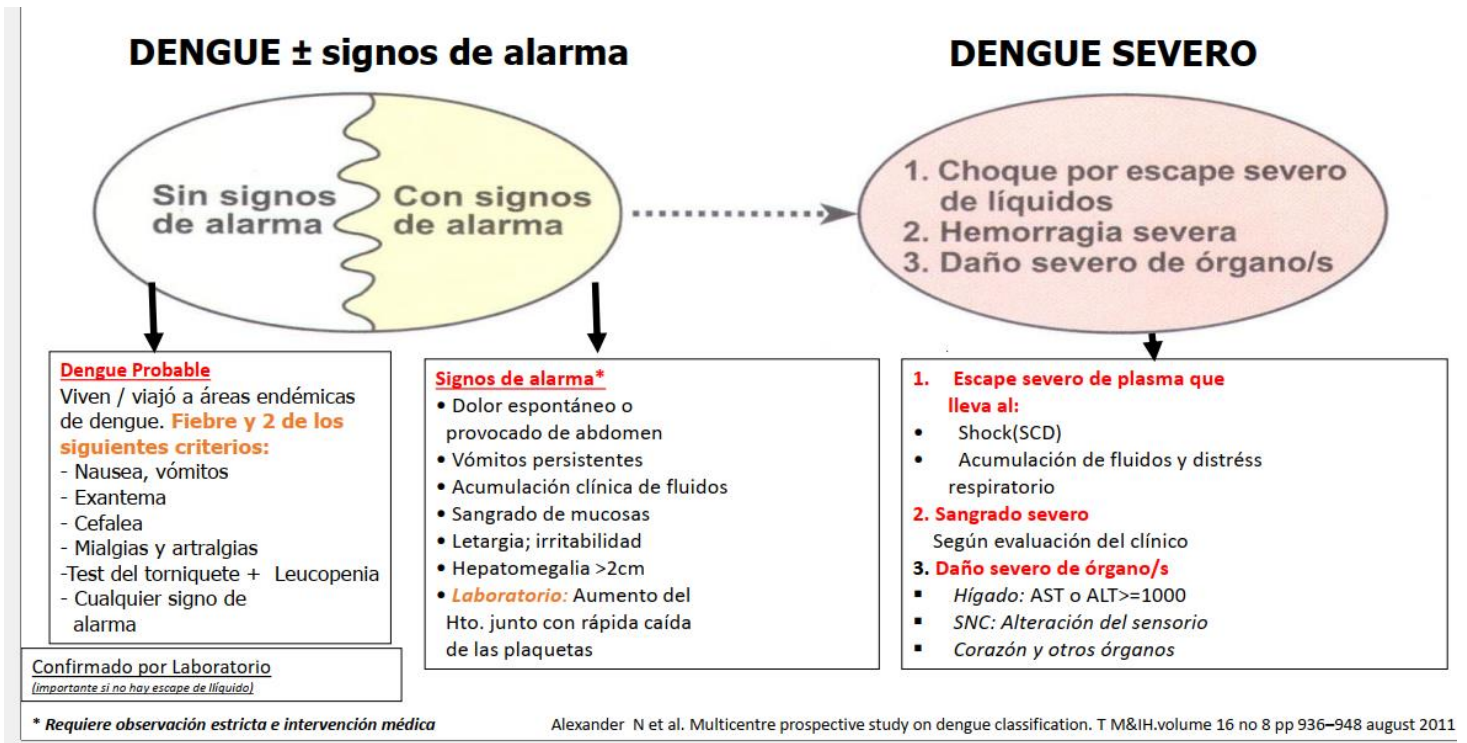 DENGUE ± signos de alarma
DENGUE SEVERO
Sin signos
de alarma
Con signos
de alarma
1. Choque por escape severo
de líquidos
2. Hemorragia severa
3. Daño severo de órgano/s
Dengue Probable
Viven / viajó a áreas endémicas
de dengue. Fiebre y 2 de los
siguientes criterios:
- Nausea, vómitos
- Exantema
- Cefalea
- Mialgias y artralgias
-Test del torniquete + Leucopenia
- Cualquier signo de
alarma
Confirmado por Laboratorio
(importante si no hay escape de llíquido)
Signos de alarma*
• Dolor espontáneo o
provocado de abdomen
• Vómitos persistentes
• Acumulación clínica de fluidos
• Sangrado de mucosas
• Letargia; irritabilidad
• Hepatomegalia >2cm
• Laboratorio: Aumento del
Hto. junto con rápida caída
de las plaquetas
1. Escape severo de plasma que
lleva al:
• Shock(SCD)
• Acumulación de fluidos y distréss
respiratorio
2. Sangrado severo
Según evaluación del clínico
3. Daño severo de órgano/s
▪ Hígado: AST o ALT>=1000
▪ SNC: Alteración del sensorio
▪ Corazón y otros órganos
* Requiere observación estricta e intervención médica
Alexander N et al. Multicentre prospective study on dengue classification. T M&IH.volume 16 no 8 pp 936–948 august 2011